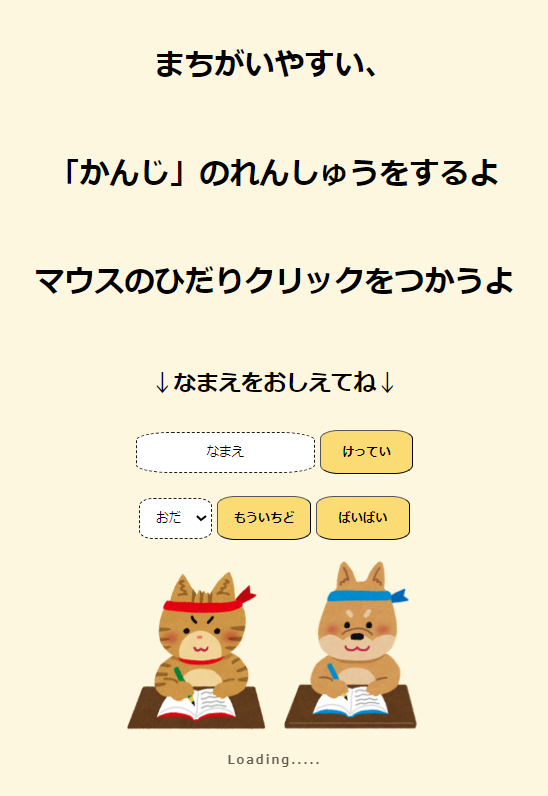 まちがいやすい、
「かんじ」のれんしゅうをするよ
マウスのひだりクリックをつかうよ
↓なまえをおしえてね↓
なまえ けってい
おだ もういちど ばいばい
Loading.....